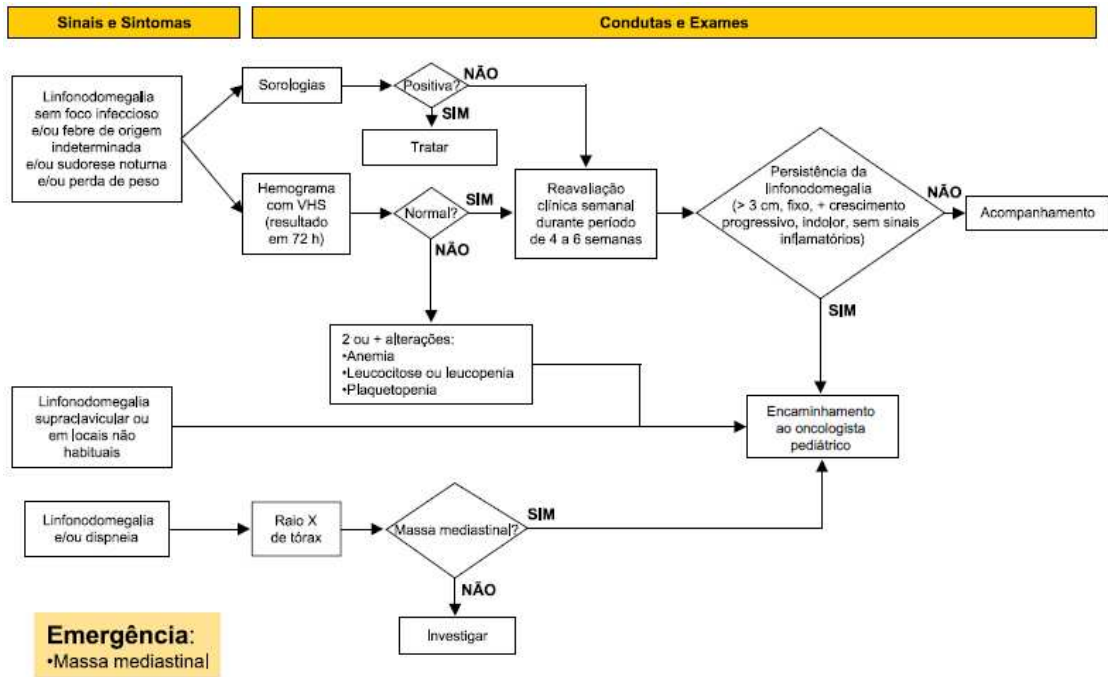 Sinais e Sintomas
Condutas e Exames
Linfonodomegalia
sem foco infeccioso
e/ou febre de origem
indeterminada
e/ou sudorese noturna
e/ou perda de peso
Sorologias
Positiva?
NÃO
SIM
Tratar
Hemograma
com VHS
(resultado
em 72 h)
Normal?
SIM
NÃO
Reavaliação
clínica semanal
durante período
de 4 a 6 semanas
Persistência da
linfonodomegalia
(> 3 cm, fixo, + crescimento
progressivo, indolor, sem sinais
inflamatórios)
NÃO
Acompanhamento
SIM
2 ou + alterações:
•Anemia
•Leucocitose ou leucopenia
•Plaquetopenia
Linfonodomegalia
supraclavicular ou
em locais não
habituais
Encaminhamento
ao oncologista
pediátrico
Linfonodomegalia
e/ou dispneia
Raio X
de tórax
Massa mediastinal?
SIM
NÃO
Investigar
Emergência:
•Massa mediastinal